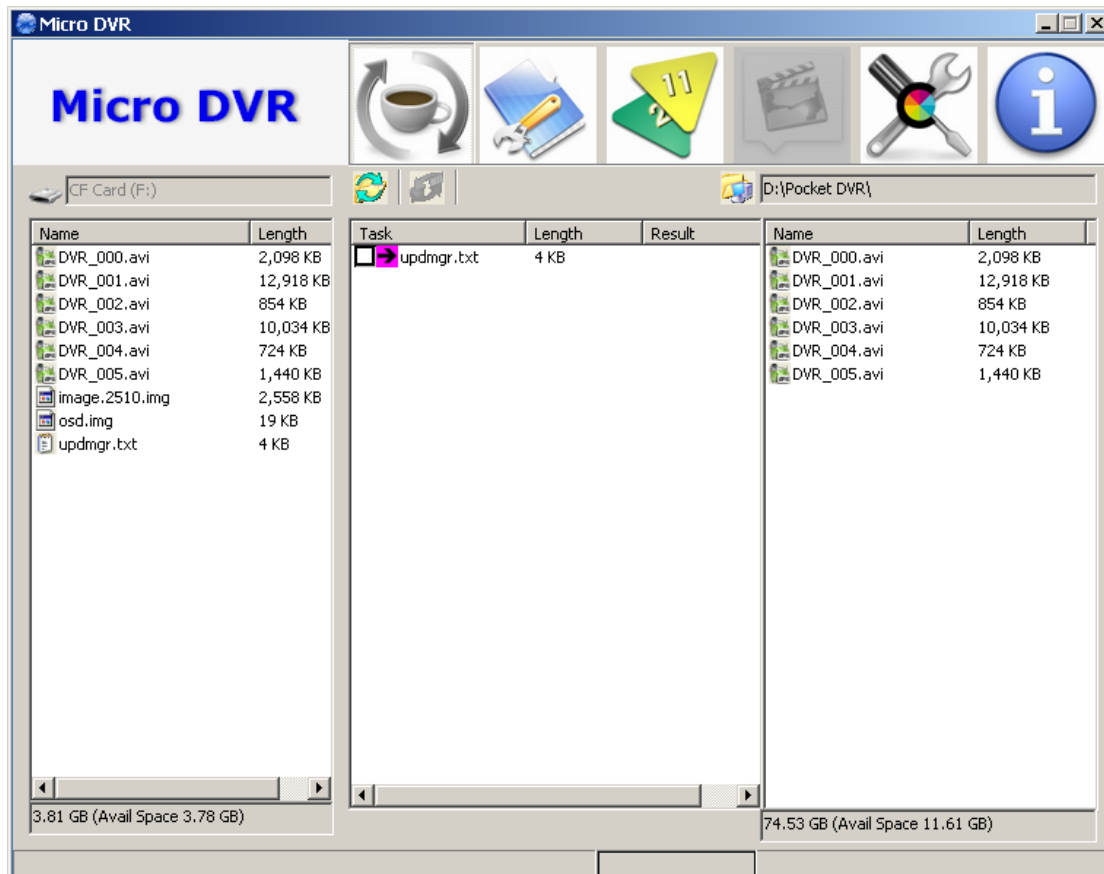 Micro DVR
Micro DVR
11
2
CF Card (F:)
D:\Pocket DVR\
Name Length
DVR_000.avi 2,098 KB
DVR_001.avi 12,918 KB
DVR_002.avi 854 KB
DVR_003.avi 10,034 KB
DVR_004.avi 724 KB
DVR_005.avi 1,440 KB
image.2510.img 2,558 KB
osd.img 19 KB
updmgr.txt 4 KB
3.81 GB (Avail Space 3.78 GB)
Task Length Result
updmgr.txt 4 KB
Name Length
DVR_000.avi 2,098 KB
DVR_001.avi 12,918 KB
DVR_002.avi 854 KB
DVR_003.avi 10,034 KB
DVR_004.avi 724 KB
DVR_005.avi 1,440 KB
74.53 GB (Avail Space 11.61 GB)